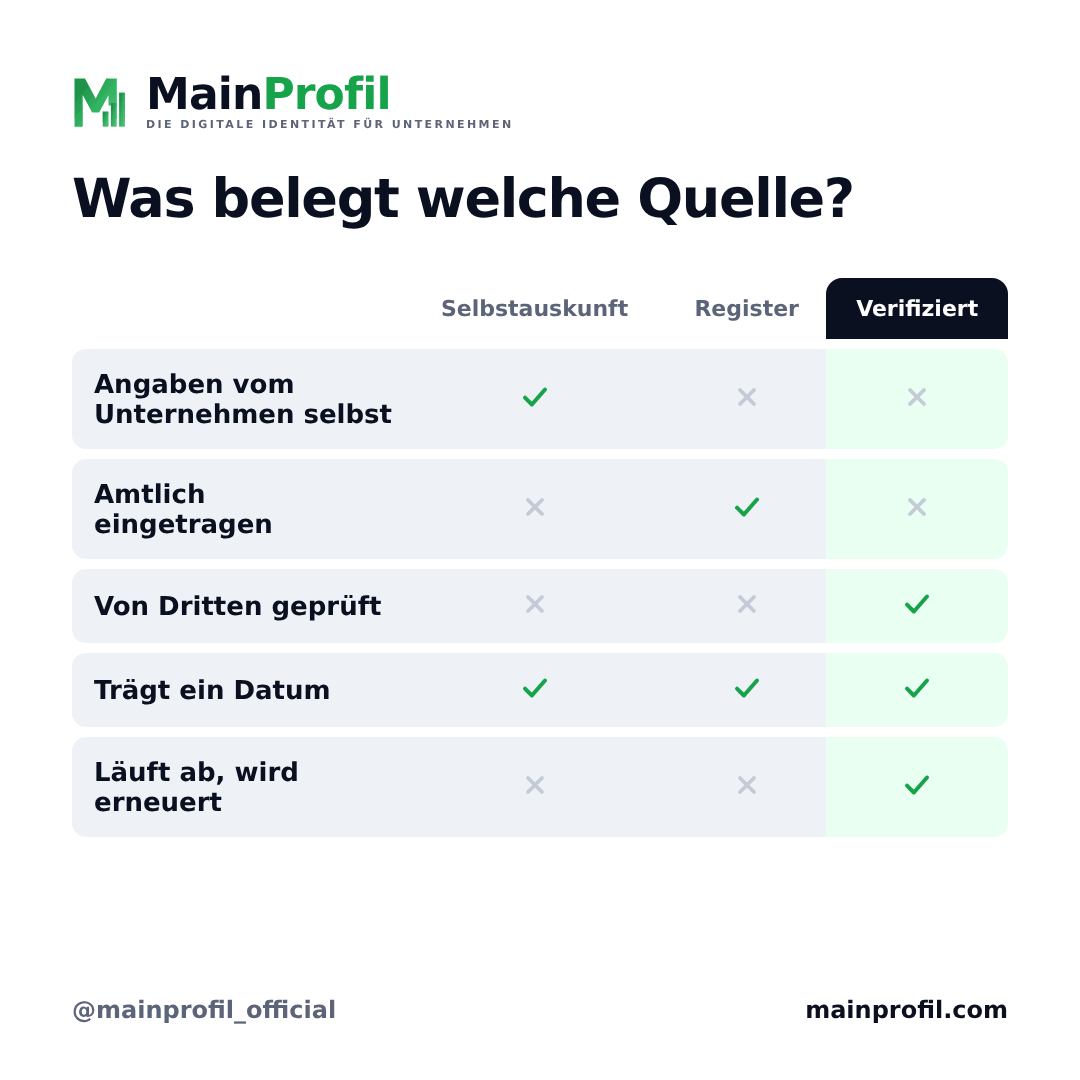 MainProfil
DIE DIGITALE IDENTITÄT FÜR UNTERNEHMEN
Was belegt welche Quelle?
Selbstauskunft Register Verifiziert
Angaben vom
Unternehmen selbst
Amtlich
eingetragen
Von Dritten geprüft
Trägt ein Datum
Läuft ab, wird
erneuert
@mainprofil_official
mainprofil.com